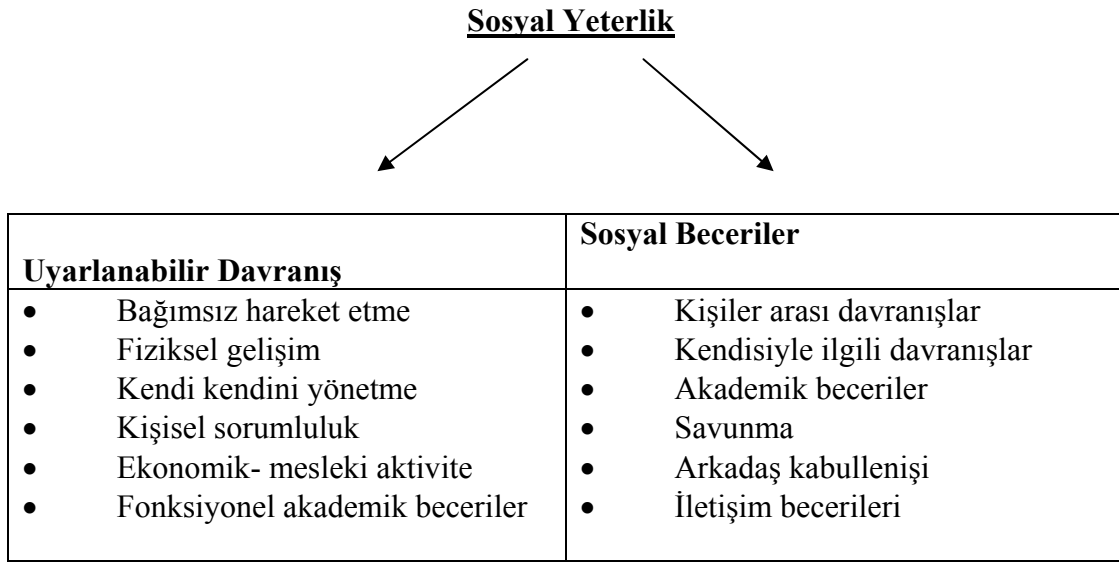 Sosyal Yeterlik
Sosyal Beceriler
Uyarlanabilir Davranış
• Bağımsız hareket etme
• Fiziksel gelişim
• Kendi kendini yönetme
• Kişisel sorumluluk
• Ekonomik- mesleki aktivite
• Fonksiyonel akademik beceriler
• Kişiler arası davranışlar
• Kendisiyle ilgili davranışlar
• Akademik beceriler
• Savunma
• Arkadaş kabullenişi
• İletişim becerileri